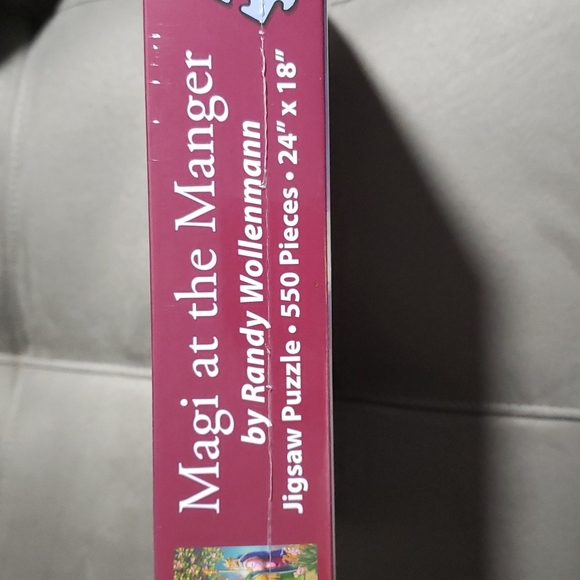 Magi at the Manger
by Randy Wollenmann
Jigsaw Puzzle • 550 Pieces • 24" x 18"